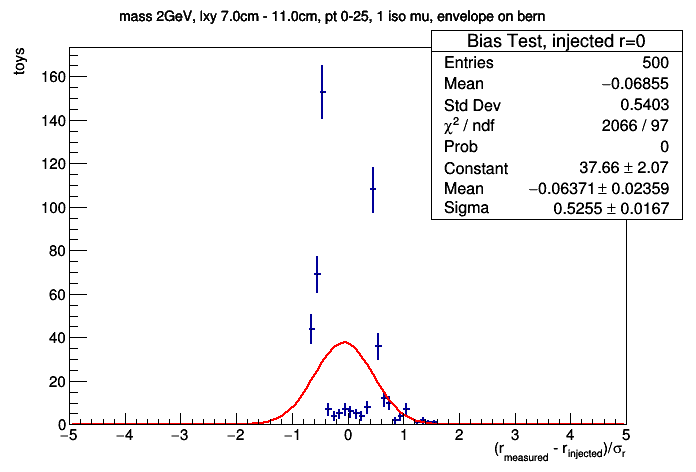 mass 2GeV, lxy 7.0cm - 11.0cm, pt 0-25, 1 iso mu, envelope on bern
Bias Test, injected r=0
Entries 500
Mean −0.06855
Std Dev 0.5403
χ² / ndf 2066 / 97
Prob 0
Constant 37.66 ± 2.07
Mean −0.06371 ± 0.02359
Sigma 0.5255 ± 0.0167
toys
160
140
120
100
80
60
40
20
0
−5 −4 −3 −2 −1 0 1 2 3 4 5
(r_measured - r_injected)/σ_r